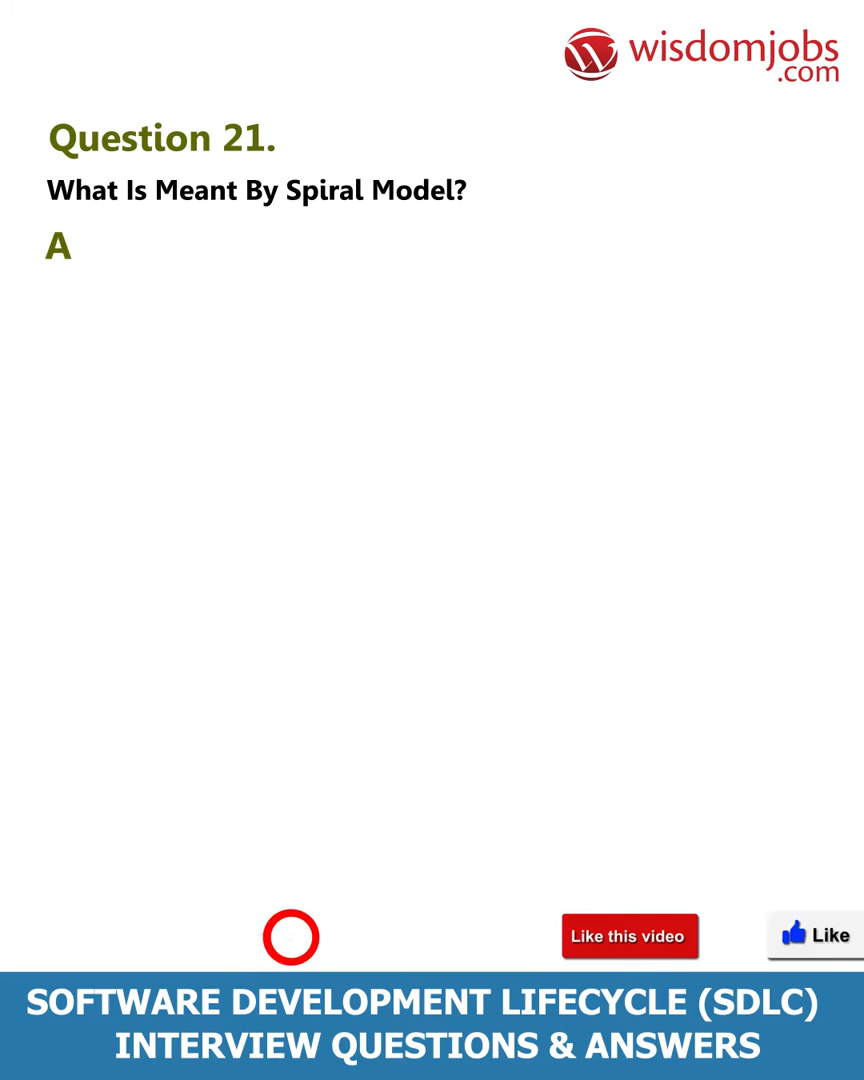 wisdomjobs
.com
Question 21.
What Is Meant By Spiral Model?
A
Like this video
Like
SOFTWARE DEVELOPMENT LIFECYCLE (SDLC)
INTERVIEW QUESTIONS & ANSWERS